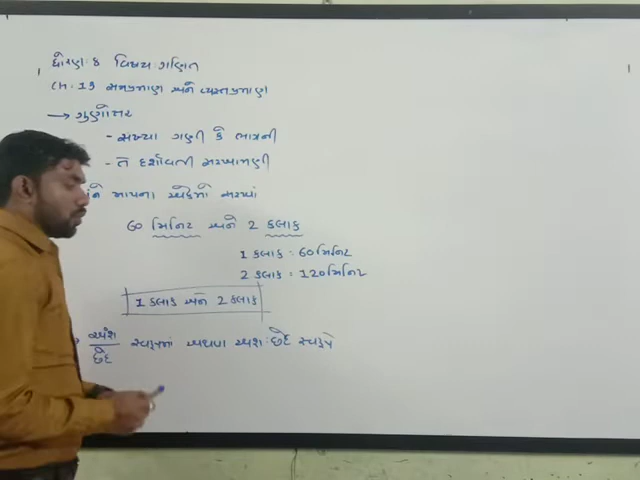 ધોરણ: 8 વિષય ગણિત
CH: 13 સમપ્રમાણ અને વ્યસ્તપ્રમાણ
→ ગુણોત્તર
- સંખ્યા ગણી કે ભાગની
- તે દર્શાવતી સરખામણી
માપના એકમો સરખાં
60 મિનિટ અને 2 કલાક
1 કલાક : 60 મિનિટ
2 કલાક : 120 મિનિટ
1 કલાક અને 2 કલાક
અંશ
છેદ સ્વરૂપમાં અથવા અંશ : છેદ સ્વરૂપે